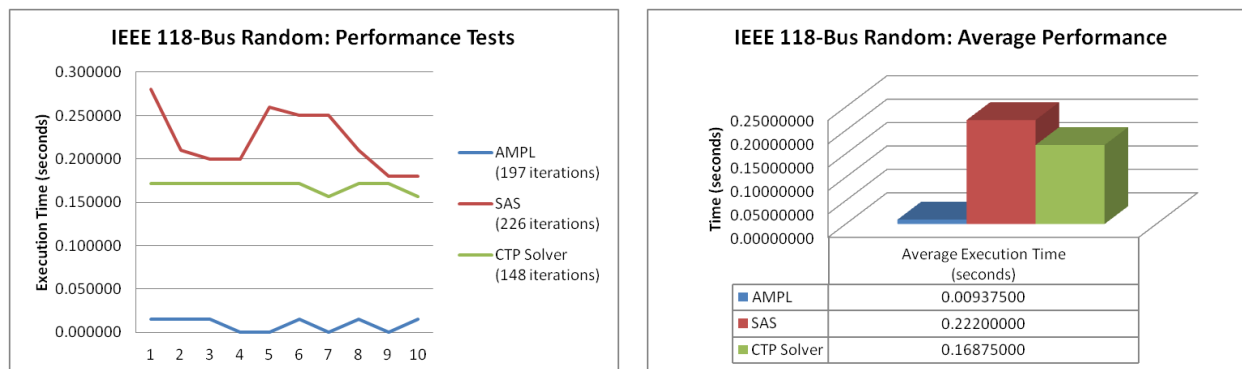 IEEE 118-Bus Random: Performance Tests
Execution Time (seconds)
0.300000
0.250000
0.200000
0.150000
0.100000
0.050000
0.000000
1 2 3 4 5 6 7 8 9 10
AMPL
(197 iterations)
SAS
(226 iterations)
CTP Solver
(148 iterations)
IEEE 118-Bus Random: Average Performance
Time (seconds)
0.25000000
0.20000000
0.15000000
0.10000000
0.05000000
0.00000000
Average Execution Time
(seconds)
AMPL 0.00937500
SAS 0.22200000
CTP Solver 0.16875000